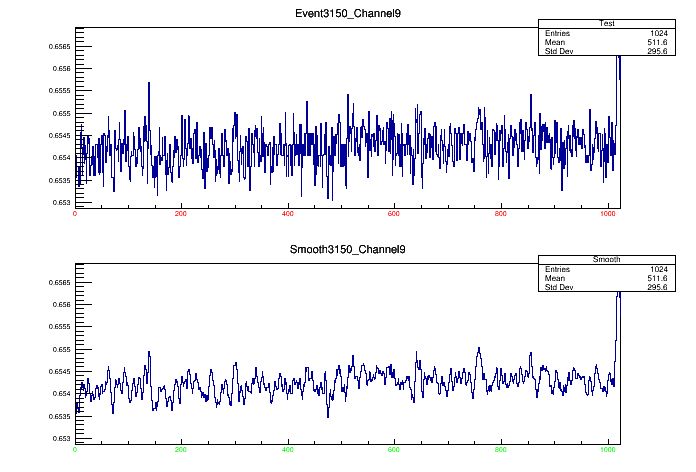 Event3150_Channel9
Test
Entries 1024
Mean 511.6
Std Dev 295.6
0.6565
0.656
0.6555
0.655
0.6545
0.654
0.6535
0.653
0 200 400 600 800 1000
Smooth3150_Channel9
Smooth
Entries 1024
Mean 511.6
Std Dev 295.6
0.6565
0.656
0.6555
0.655
0.6545
0.654
0.6535
0.653
0 200 400 600 800 1000